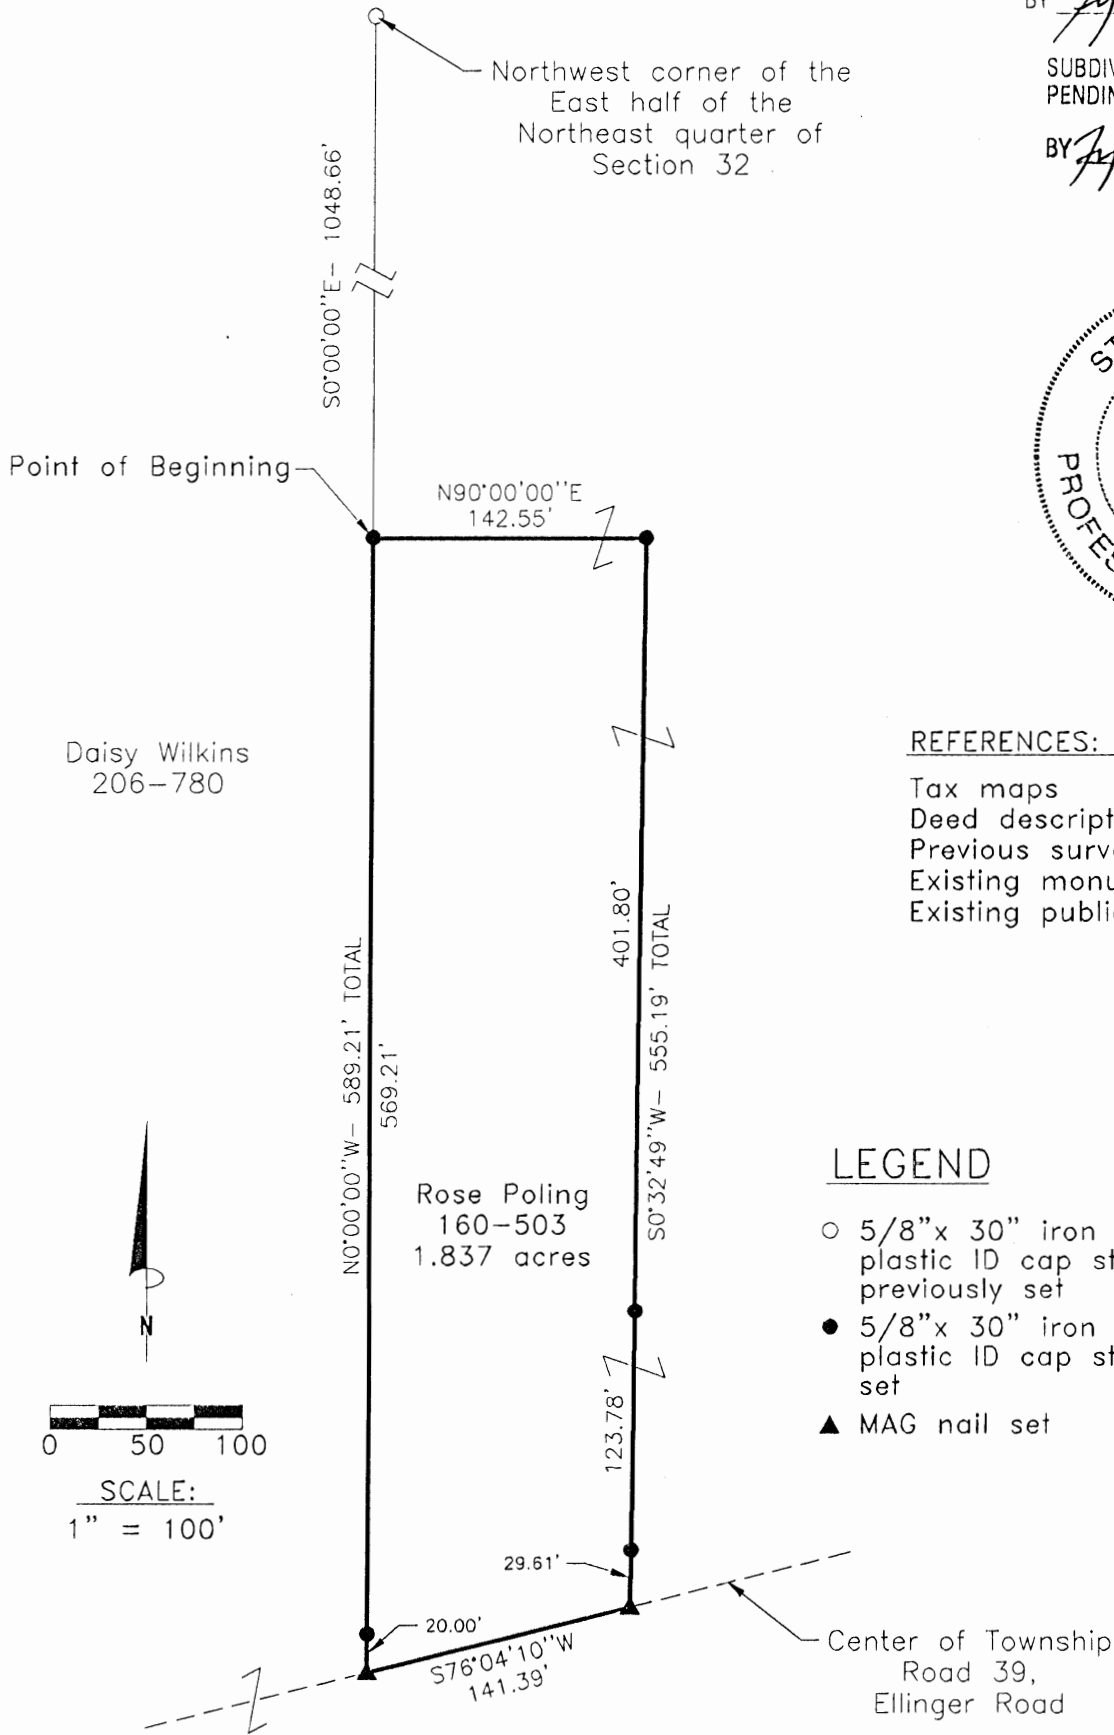 BY
SUBDIV
PENDIN
BY
Northwest corner of the
East half of the
Northeast quarter of
Section 32
S0°00'00"E- 1048.66'
Point of Beginning
N90°00'00"E
142.55'
PROFES
Daisy Wilkins
206-780
REFERENCES:
Tax maps
Deed descript
Previous surv
Existing monu
Existing publi
401.80'
S0°32'49"W- 555.19' TOTAL
N0°00'00"W- 589.21' TOTAL
569.21'
Rose Poling
160-503
1.837 acres
N
0 50 100
SCALE:
1" = 100'
LEGEND
5/8"x 30" iron
plastic ID cap st
previously set
5/8"x 30" iron
plastic ID cap st
set
MAG nail set
123.78'
29.61'
20.00'
S76°04'10"W
141.39'
Center of Township
Road 39,
Ellinger Road